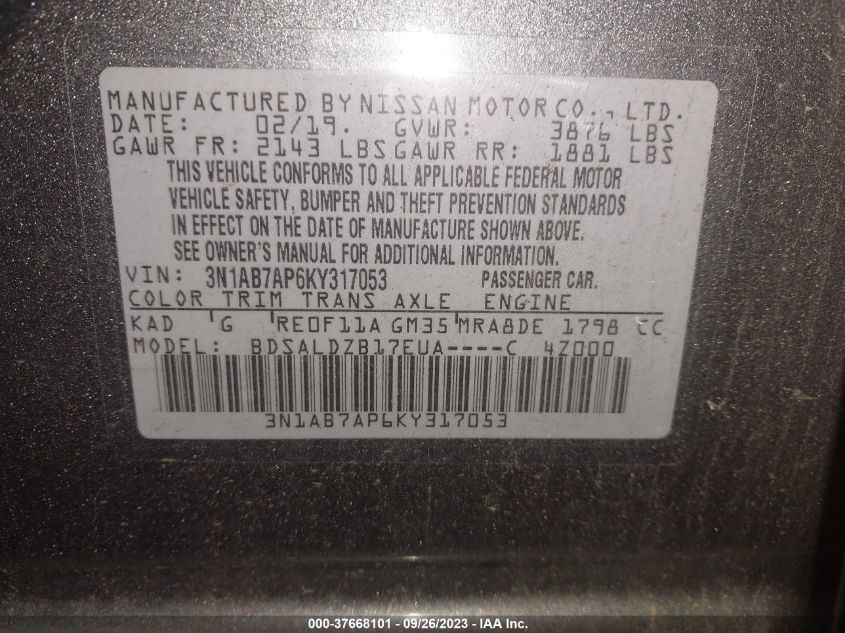 MANUFACTURED BY NISSAN MOTOR CO., LTD.
DATE: 02/19. GVWR: 3876 LBS
GAWR FR: 2143 LBS GAWR RR: 1881 LBS
THIS VEHICLE CONFORMS TO ALL APPLICABLE FEDERAL MOTOR
VEHICLE SAFETY, BUMPER AND THEFT PREVENTION STANDARDS
IN EFFECT ON THE DATE OF MANUFACTURE SHOWN ABOVE.
SEE OWNER'S MANUAL FOR ADDITIONAL INFORMATION.
VIN: 3N1AB7AP6KY317053 PASSENGER CAR.
COLOR TRIM TRANS AXLE ENGINE
KAD G RE0F11A GM35 MRA8DE 1798 CC
MODEL: BDSALDZB17EUA----C 4Z000
3N1AB7AP6KY317053
000-37668101 - 09/26/2023 - IAA Inc.